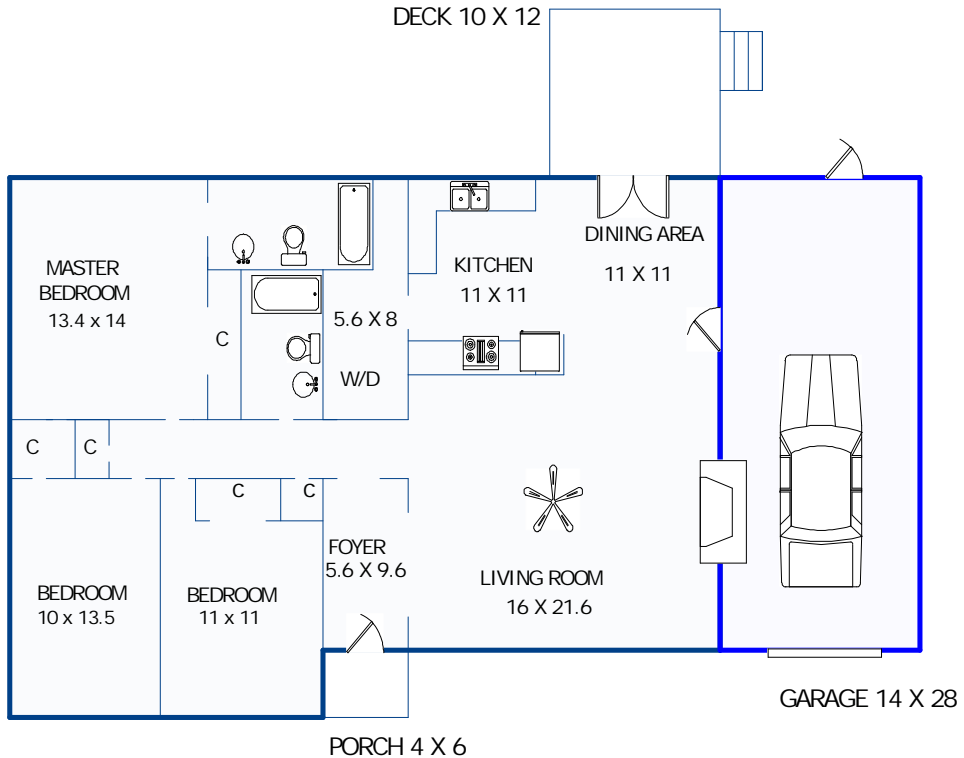 DECK 10 X 12
MASTER
BEDROOM
13.4 x 14
C
5.6 X 8
W/D
KITCHEN
11 X 11
DINING AREA
11 X 11
C
C
C
C
BEDROOM
10 x 13.5
BEDROOM
11 x 11
FOYER
5.6 X 9.6
LIVING ROOM
16 X 21.6
GARAGE 14 X 28
PORCH 4 X 6